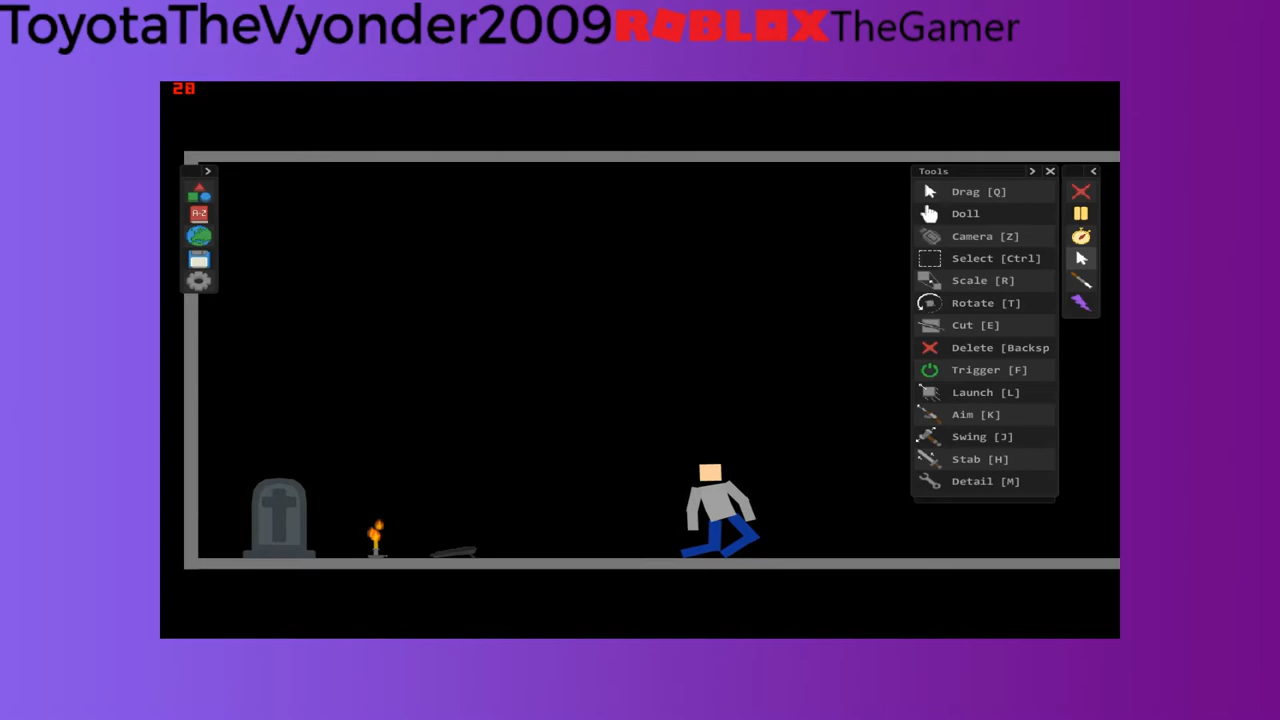 ToyotaTheVyonder2009ROBLOXTheGamer
28
Tools
A-Z
Drag [Q]
Doll
Camera [Z]
Select [Ctrl]
Scale [R]
Rotate [T]
Cut [E]
Delete [Backsp
Trigger [F]
Launch [L]
Aim [K]
Swing [J]
Stab [H]
Detail [M]